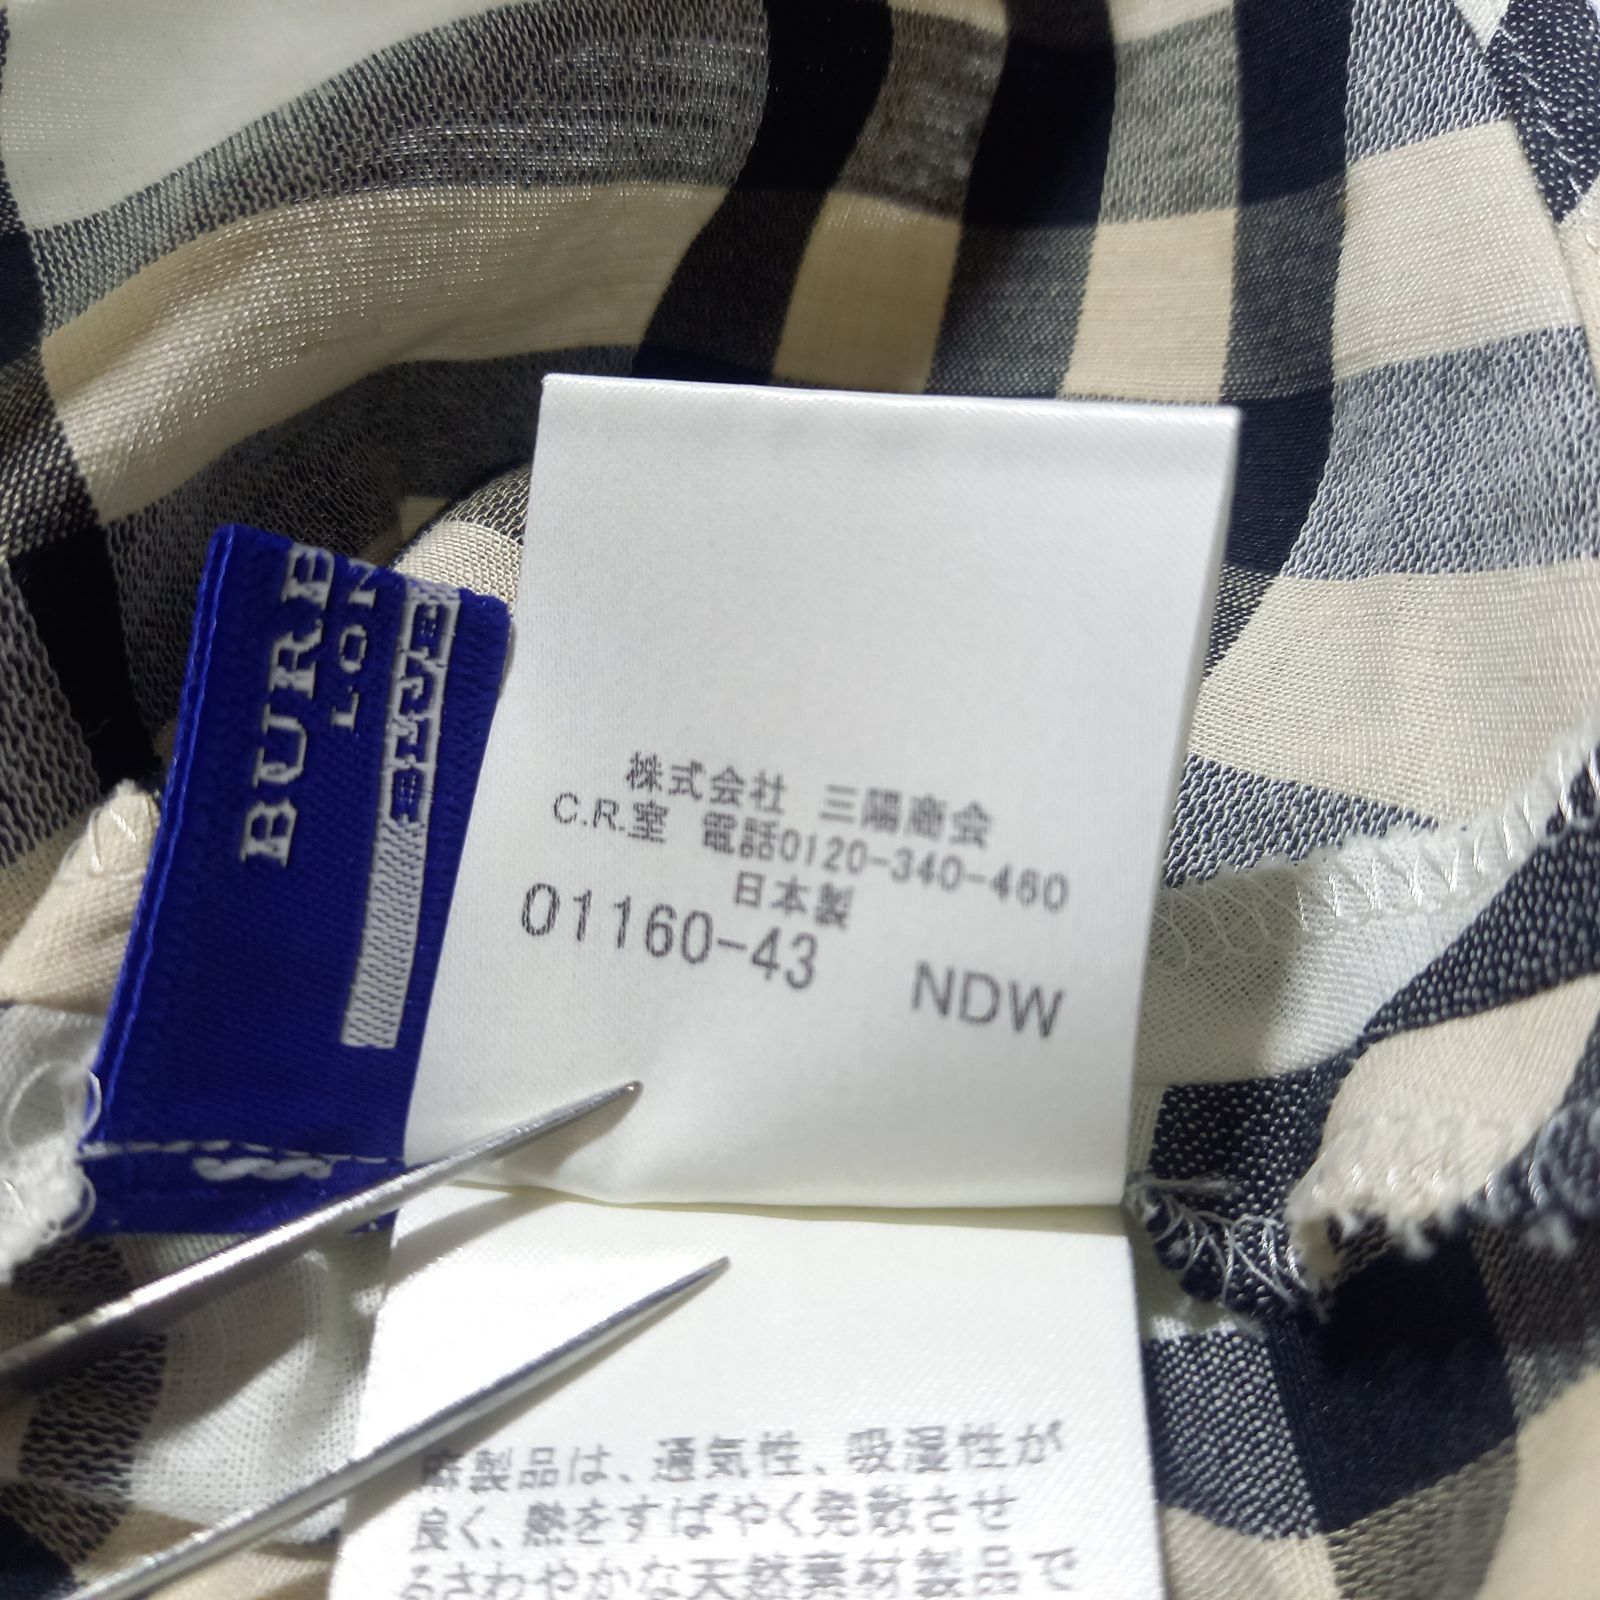 BURB
LON
BLUE
S
株式会社 三陽商会
C.R.室 電話0120-340-460
日本製
01160-43 NDW
麻製品は、通気性、吸湿性が
良く、熱をすばやく発散させ
るさわやかな天然素材製品で